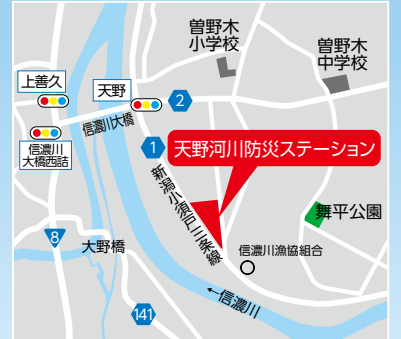 曽野木
小学校
曽野木
中学校
上善久
天野
2
信濃川大橋
信濃川
大橋西詰
1
天野河川防災ステーション
新潟小須戸三条線
舞平公園
8
大野橋
信濃川漁協組合
←信濃川
141